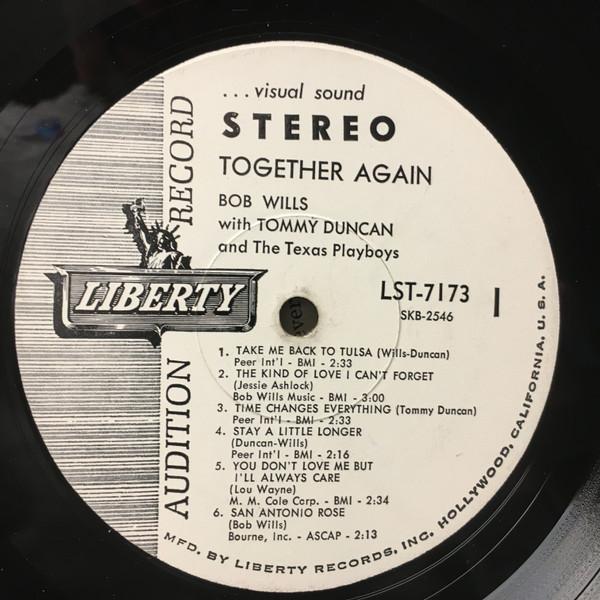 ...visual sound
STEREO
TOGETHER AGAIN
BOB WILLS
with TOMMY DUNCAN
and The Texas Playboys
AUDITION RECORD
LIBERTY
LST-7173 1
SKB-2546
1. TAKE ME BACK TO TULSA (Wills-Duncan)
Peer Int'l - BMI - 2:33
2. THE KIND OF LOVE I CAN'T FORGET
(Jessie Ashlock)
Bob Wills Music - BMI - 3:00
3. TIME CHANGES EVERYTHING (Tommy Duncan)
Peer Int'l - BMI - 2:33
4. STAY A LITTLE LONGER
(Duncan-Wills)
Peer Int'l - BMI - 2:16
5. YOU DON'T LOVE ME BUT
I'LL ALWAYS CARE
(Lou Wayne)
M. M. Cole Corp. - BMI - 2:34
6. SAN ANTONIO ROSE
(Bob Wills)
Bourne, Inc. - ASCAP - 2:13
MFD. BY LIBERTY RECORDS, INC. HOLLYWOOD, CALIFORNIA, U. S. A.